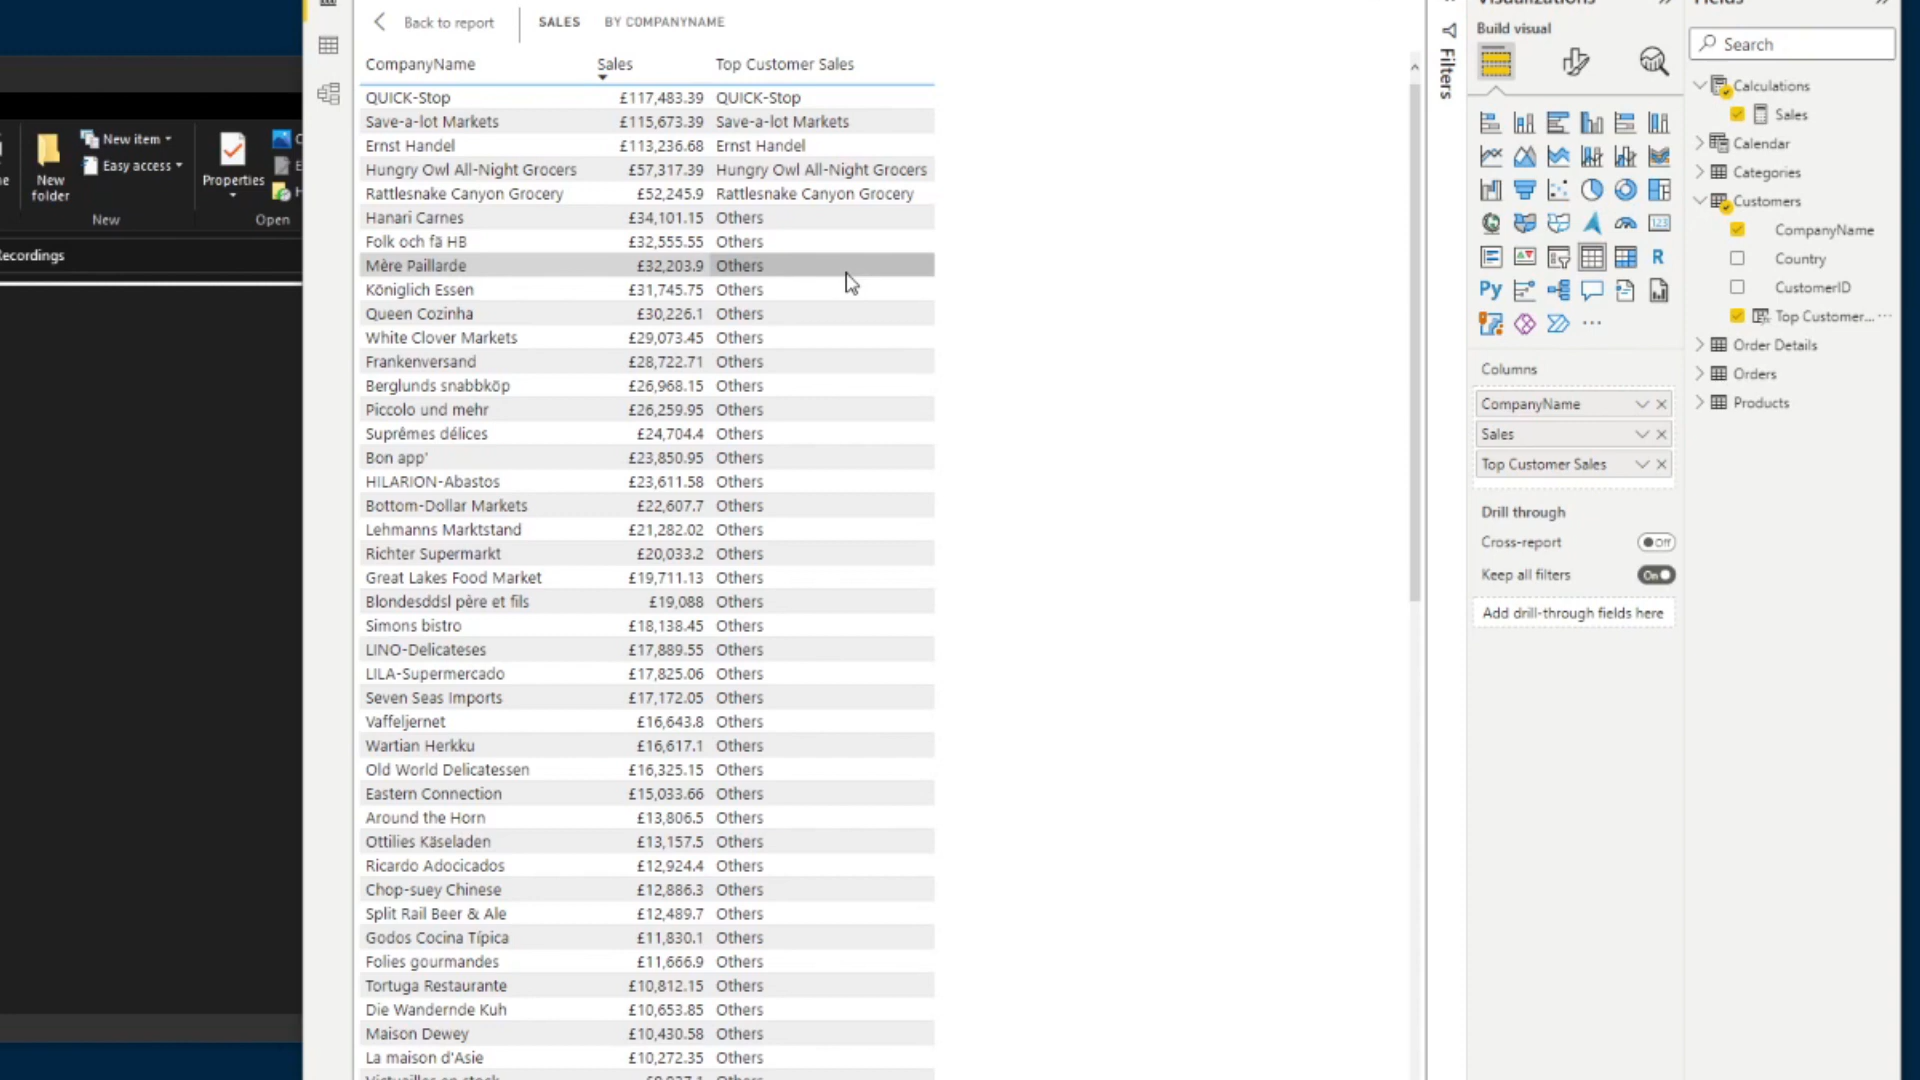 Back to report
SALES
BY COMPANYNAME
CompanyName Sales Top Customer Sales
QUICK-Stop £117,483.39 QUICK-Stop
Save-a-lot Markets £115,673.39 Save-a-lot Markets
Ernst Handel £113,236.68 Ernst Handel
Hungry Owl All-Night Grocers £57,317.39 Hungry Owl All-Night Grocers
Rattlesnake Canyon Grocery £52,245.9 Rattlesnake Canyon Grocery
Hanari Carnes £34,101.15 Others
Folk och fä HB £32,555.55 Others
Mère Paillarde £32,203.9 Others
Königlich Essen £31,745.75 Others
Queen Cozinha £30,226.1 Others
White Clover Markets £29,073.45 Others
Frankenversand £28,722.71 Others
Berglunds snabbköp £26,968.15 Others
Piccolo und mehr £26,259.95 Others
Suprêmes délices £24,704.4 Others
Bon app' £23,850.95 Others
HILARION-Abastos £23,611.58 Others
Bottom-Dollar Markets £22,607.7 Others
Lehmanns Marktstand £21,282.02 Others
Richter Supermarkt £20,033.2 Others
Great Lakes Food Market £19,711.13 Others
Blondesddsl père et fils £19,088 Others
Simons bistro £18,138.45 Others
LINO-Delicateses £17,889.55 Others
LILA-Supermercado £17,825.06 Others
Seven Seas Imports £17,172.05 Others
Vaffeljernet £16,643.8 Others
Wartian Herkku £16,617.1 Others
Old World Delicatessen £16,325.15 Others
Eastern Connection £15,033.66 Others
Around the Horn £13,806.5 Others
Ottilies Käseladen £13,157.5 Others
Ricardo Adocicados £12,924.4 Others
Chop-suey Chinese £12,886.3 Others
Split Rail Beer & Ale £12,489.7 Others
Godos Cocina Típica £11,830.1 Others
Folies gourmandes £11,666.9 Others
Tortuga Restaurante £10,812.15 Others
Die Wandernde Kuh £10,653.85 Others
Maison Dewey £10,430.58 Others
La maison d'Asie £10,272.35 Others
New item
Easy access
New
folder
Properties
New
Open
Recordings
Filters
Visualizations
Build visual
123
R
Py
Columns
CompanyName
Sales
Top Customer Sales
Drill through
Cross-report Off
Keep all filters On
Add drill-through fields here
Fields
Search
Calculations
Sales
Calendar
Categories
Customers
CompanyName
Country
CustomerID
Top Customer...
Order Details
Orders
Products